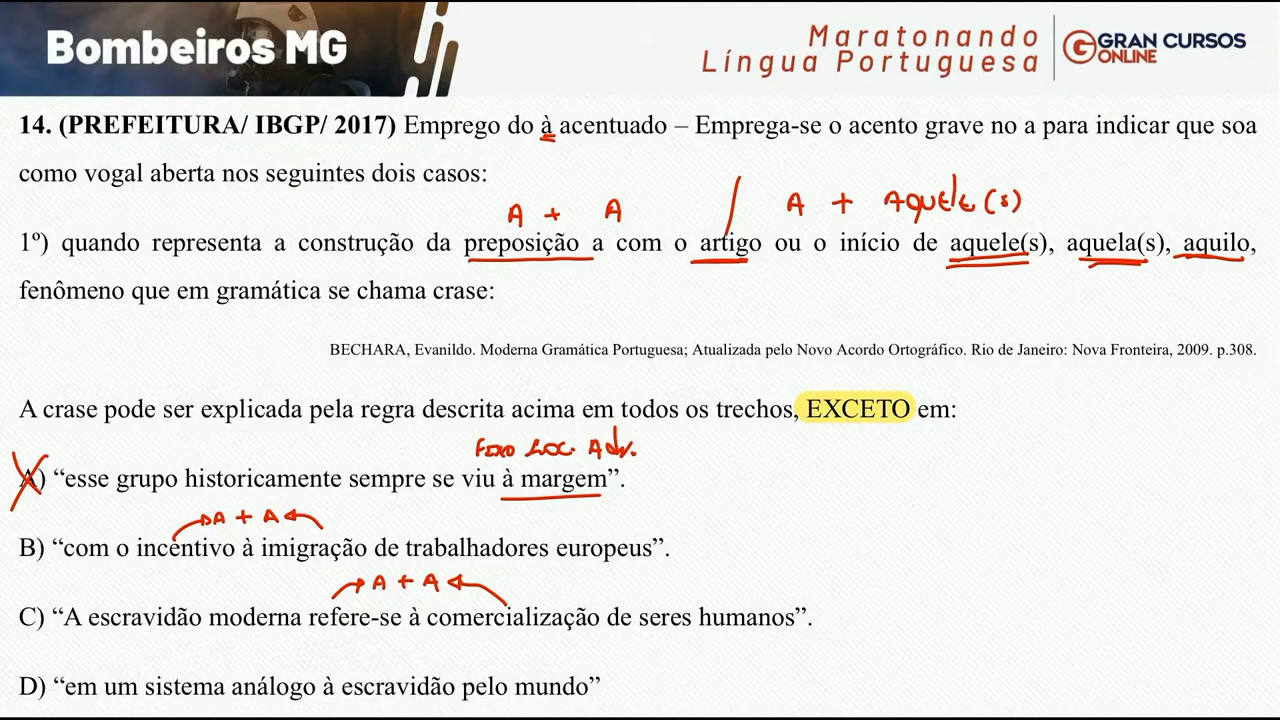 Bombeiros MG
Maratonando
Língua Portuguesa
GRAN CURSOS
ONLINE
14. (PREFEITURA/ IBGP/ 2017) Emprego do à acentuado – Emprega-se o acento grave no a para indicar que soa
como vogal aberta nos seguintes dois casos:
A + A / A + Aquele(s)
1º) quando representa a construção da preposição a com o artigo ou o início de aquele(s), aquela(s), aquilo,
fenômeno que em gramática se chama crase:
BECHARA, Evanildo. Moderna Gramática Portuguesa; Atualizada pelo Novo Acordo Ortográfico. Rio de Janeiro: Nova Fronteira, 2009. p.308.
A crase pode ser explicada pela regra descrita acima em todos os trechos, EXCETO em:
Fixo Loc. Adv.
A) “esse grupo historicamente sempre se viu à margem”.
A + A
B) “com o incentivo à imigração de trabalhadores europeus”.
A + A
C) “A escravidão moderna refere-se à comercialização de seres humanos”.
D) “em um sistema análogo à escravidão pelo mundo”